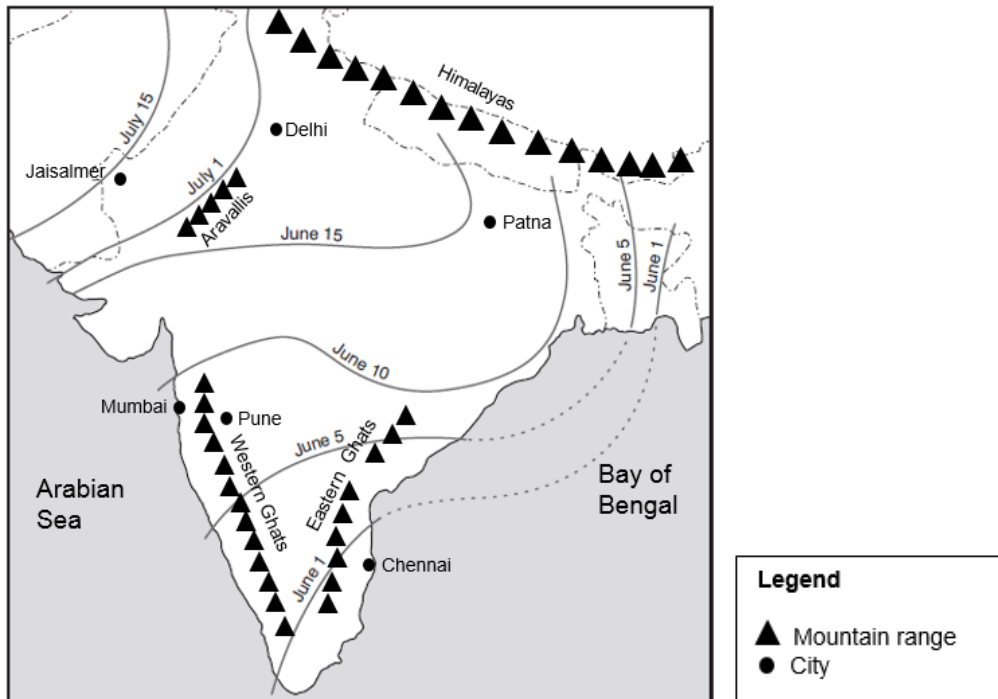 Himalayas
July 15
Delhi
Jaisalmer
July 1
Aravallis
Patna
June 15
June 5
June 1
June 10
Mumbai
Pune
June 5
Western Ghats
Eastern Ghats
Arabian
Sea
Bay of
Bengal
June 1
Chennai
Legend
Mountain range
City